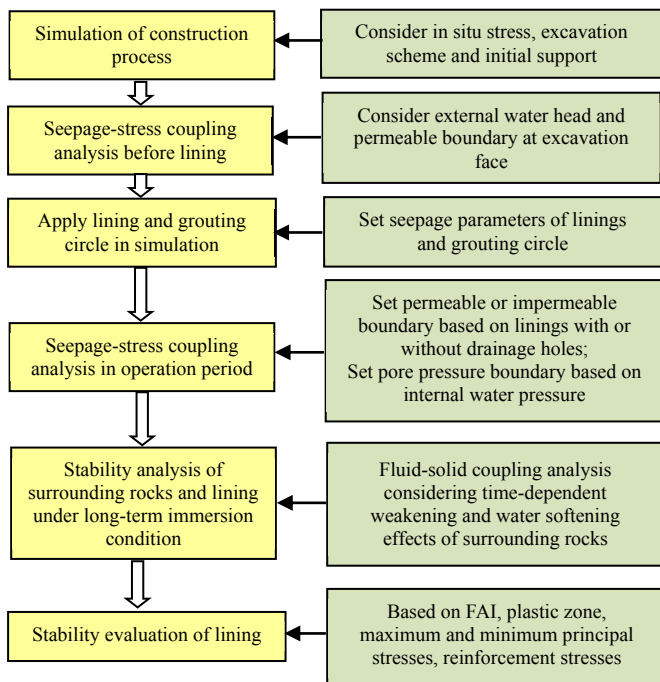 Simulation of construction
process
Consider in situ stress, excavation
scheme and initial support
Seepage-stress coupling
analysis before lining
Consider external water head and
permeable boundary at excavation
face
Apply lining and grouting
circle in simulation
Set seepage parameters of linings
and grouting circle
Seepage-stress coupling
analysis in operation period
Set permeable or impermeable
boundary based on linings with or
without drainage holes;
Set pore pressure boundary based on
internal water pressure
Stability analysis of
surrounding rocks and lining
under long-term immersion
condition
Fluid-solid coupling analysis
considering time-dependent
weakening and water softening
effects of surrounding rocks
Stability evaluation of lining
Based on FAI, plastic zone,
maximum and minimum principal
stresses, reinforcement stresses